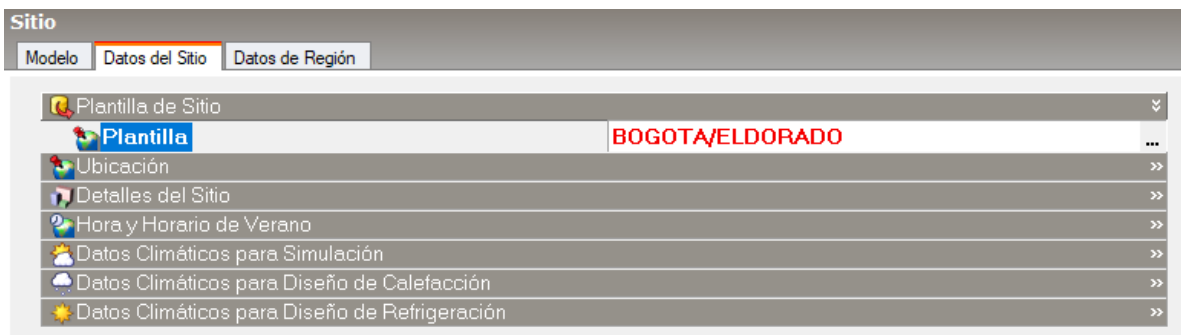 Sitio
Modelo Datos del Sitio Datos de Región
Plantilla de Sitio
Plantilla BOGOTA/ELDORADO ...
Ubicación
Detalles del Sitio
Hora y Horario de Verano
Datos Climáticos para Simulación
Datos Climáticos para Diseño de Calefacción
Datos Climáticos para Diseño de Refrigeración